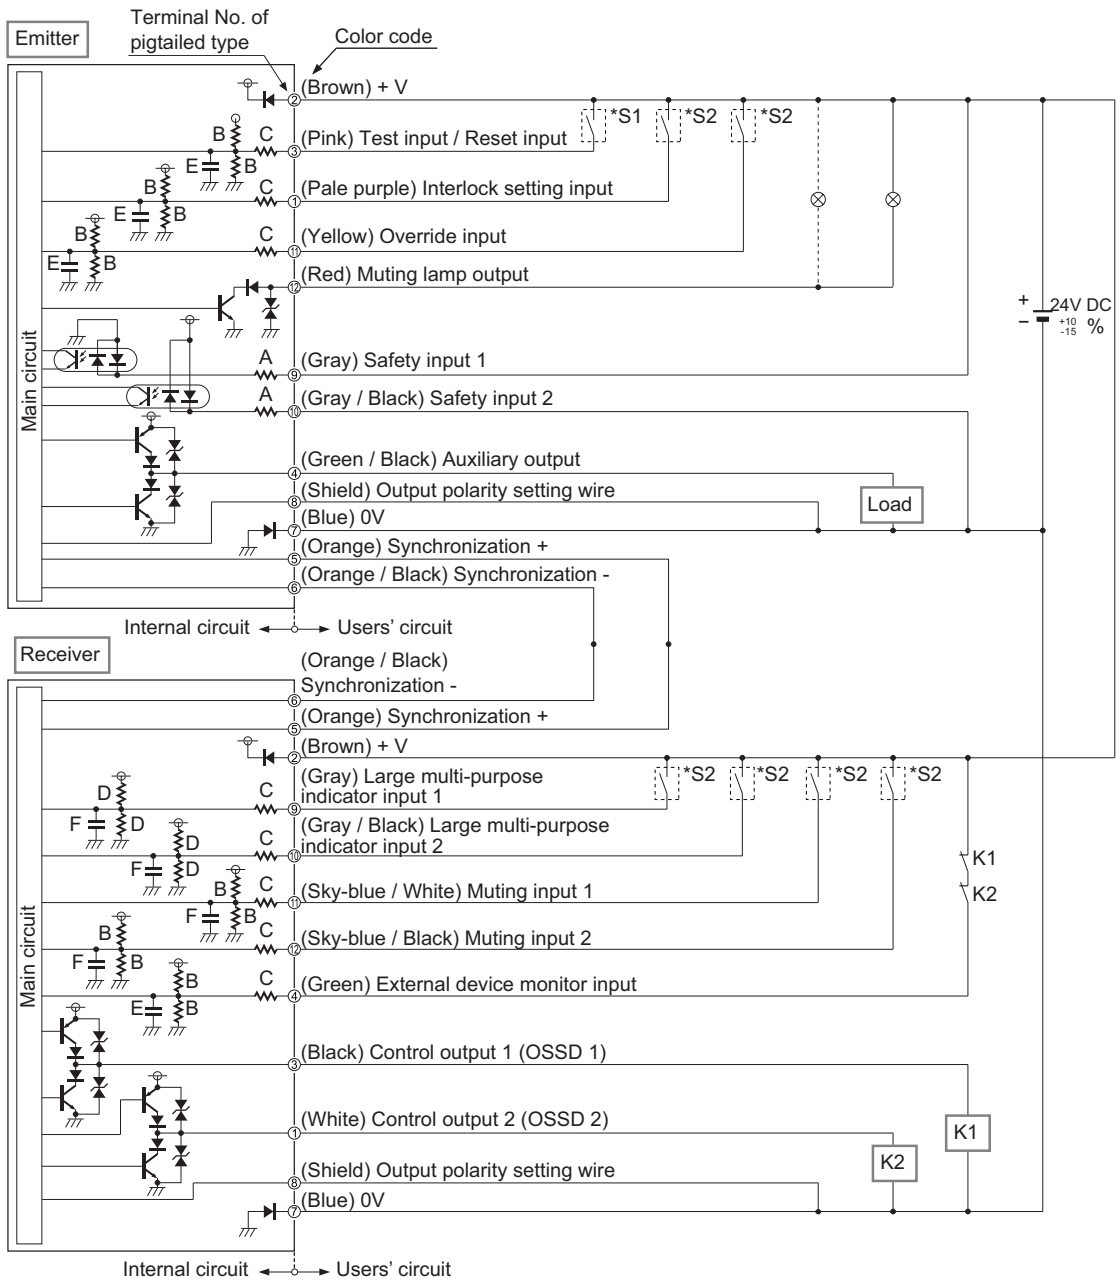 Terminal No. of
pigtailed type
Color code
Emitter
② (Brown) + V
*S1
*S2
*S2
B
C
③ (Pink) Test input / Reset input
E
B
B
C
① (Pale purple) Interlock setting input
E
B
B
C
⑪ (Yellow) Override input
E
B
⑫ (Red) Muting lamp output
+
24V DC
−
+10
-15 %
Main circuit
A
⑨ (Gray) Safety input 1
A
⑩ (Gray / Black) Safety input 2
④ (Green / Black) Auxiliary output
⑧ (Shield) Output polarity setting wire
Load
⑦ (Blue) 0V
⑤ (Orange) Synchronization +
⑥ (Orange / Black) Synchronization -
Internal circuit
Users' circuit
Receiver
(Orange / Black)
⑥ Synchronization -
⑤ (Orange) Synchronization +
② (Brown) + V
*S2
*S2
*S2
*S2
D
C
(Gray) Large multi-purpose
⑨ indicator input 1
F
D
D
C
(Gray / Black) Large multi-purpose
⑩ indicator input 2
F
D
K1
K2
B
C
⑪ (Sky-blue / White) Muting input 1
F
B
B
C
⑫ (Sky-blue / Black) Muting input 2
F
B
B
C
④ (Green) External device monitor input
E
B
Main circuit
③ (Black) Control output 1 (OSSD 1)
① (White) Control output 2 (OSSD 2)
K1
K2
⑧ (Shield) Output polarity setting wire
⑦ (Blue) 0V
Internal circuit
Users' circuit